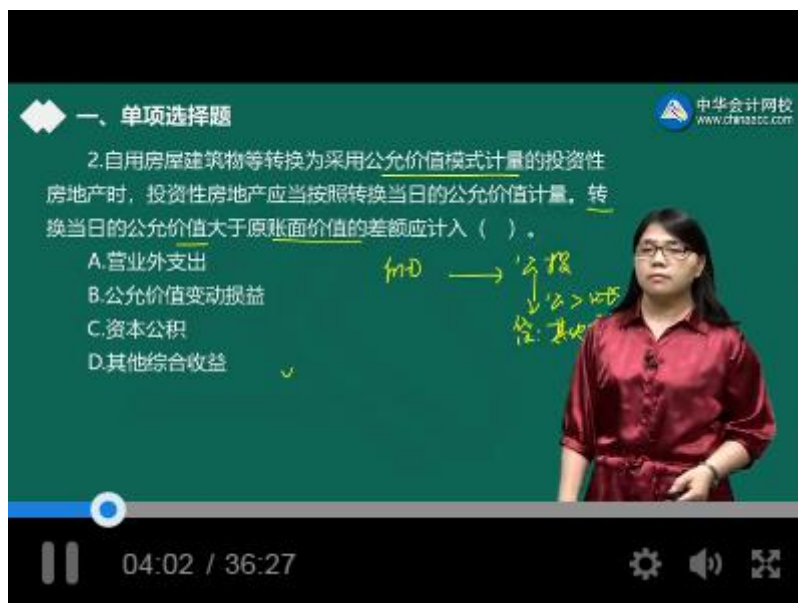 一、单项选择题
中华会计网校
www.chinaacc.com
2.自用房屋建筑物等转换为采用公允价值模式计量的投资性
房地产时，投资性房地产应当按照转换当日的公允价值计量。转
换当日的公允价值大于原账面价值的差额应计入（ ）。
A.营业外支出
B.公允价值变动损益
C.资本公积
D.其他综合收益
04:02 / 36:27